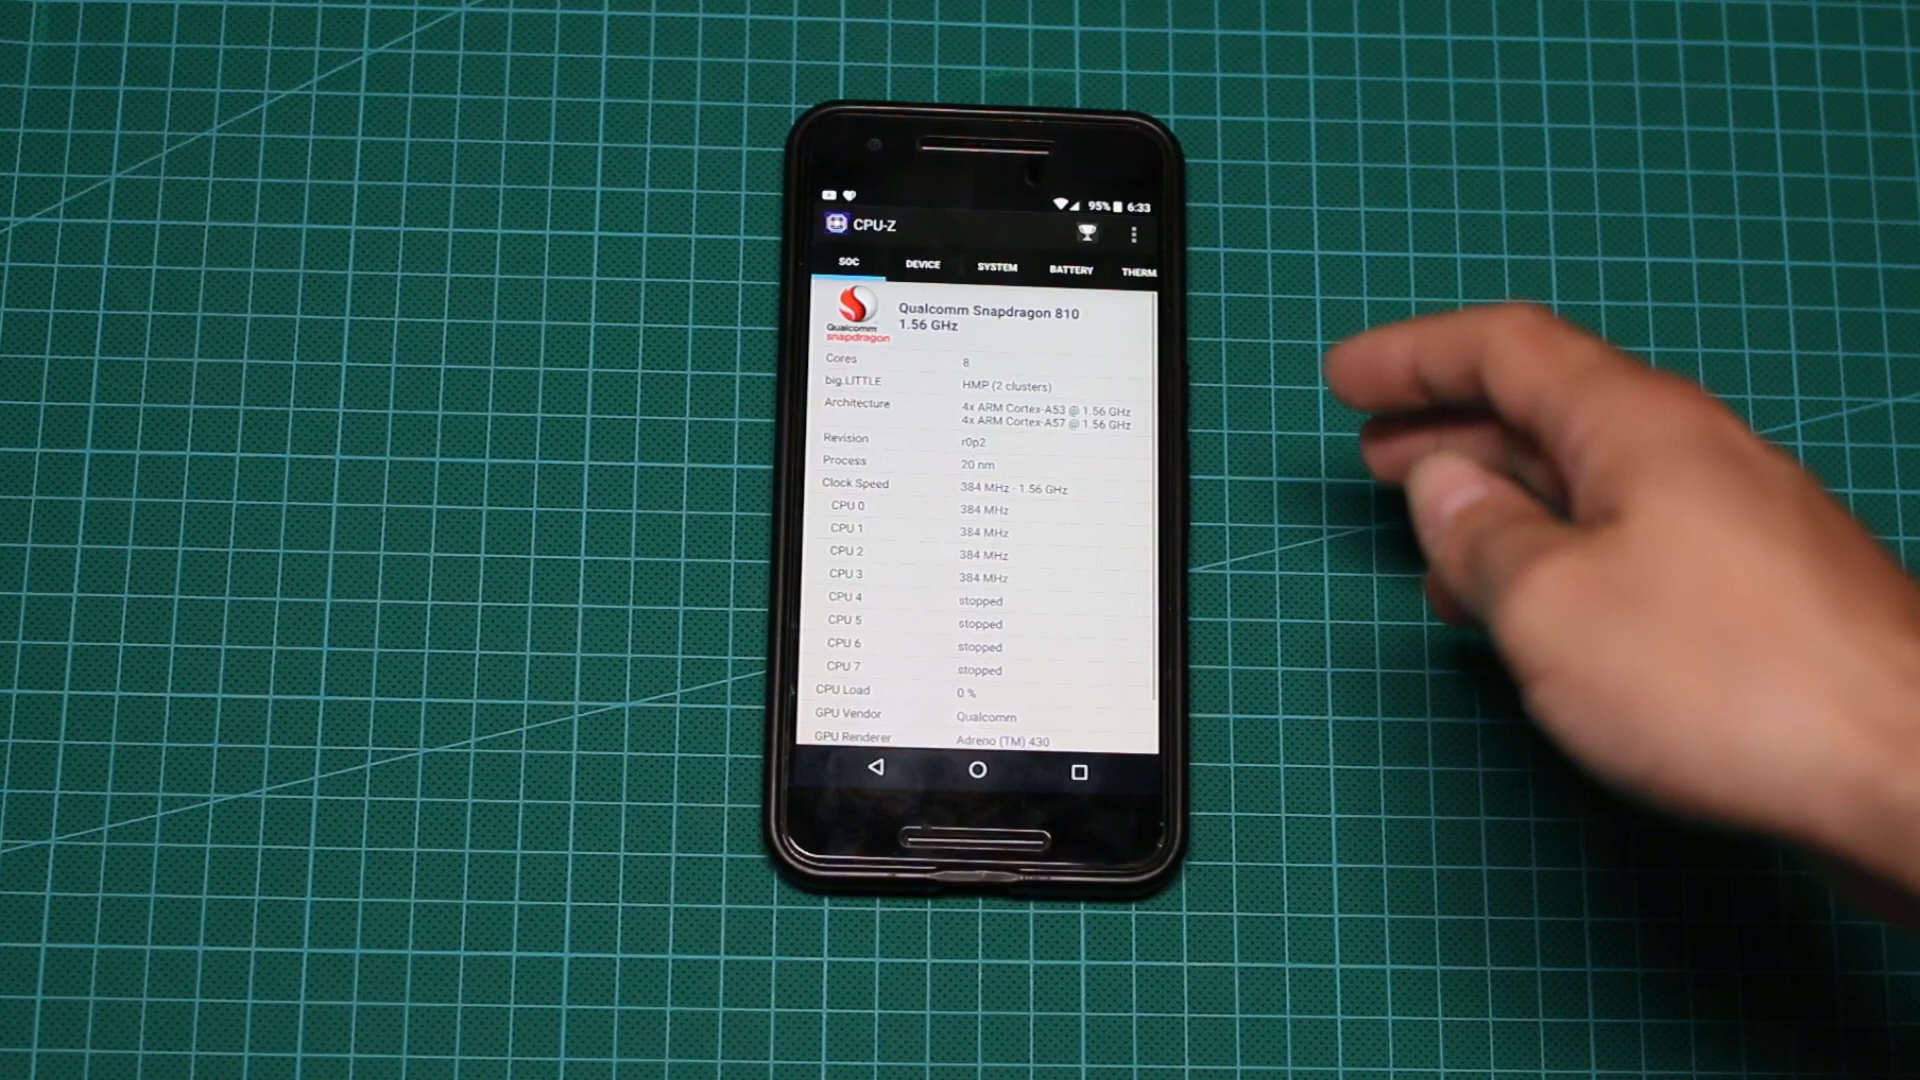 95% 6:33
CPU-Z
SOC DEVICE SYSTEM BATTERY THERM
Qualcomm
snapdragon
Qualcomm Snapdragon 810
1.56 GHz
Cores 8
big.LITTLE HMP (2 clusters)
Architecture 4x ARM Cortex-A53 @ 1.56 GHz
4x ARM Cortex-A57 @ 1.56 GHz
Revision r0p2
Process 20 nm
Clock Speed 384 MHz - 1.56 GHz
CPU 0 384 MHz
CPU 1 384 MHz
CPU 2 384 MHz
CPU 3 384 MHz
CPU 4 stopped
CPU 5 stopped
CPU 6 stopped
CPU 7 stopped
CPU Load 0 %
GPU Vendor Qualcomm
GPU Renderer Adreno (TM) 430